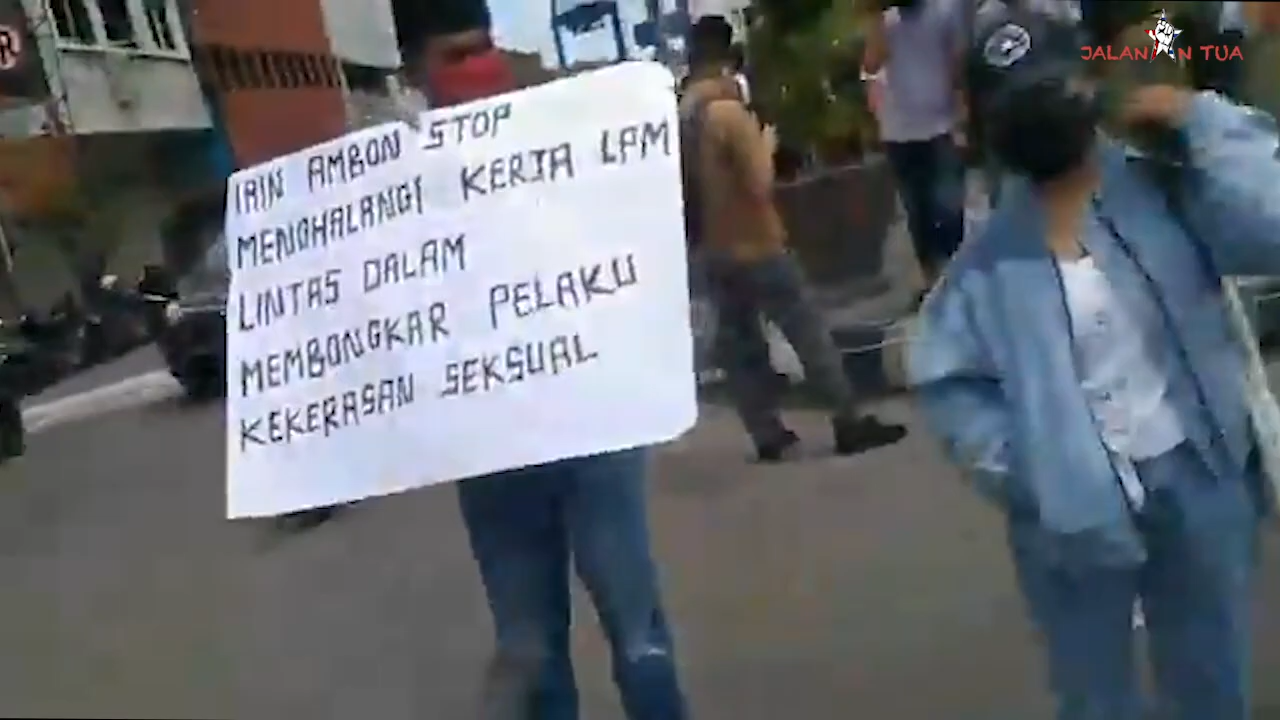 JALANAN TUA
IAIN AMBON STOP
MENGHALANGI KERJA LPM
LINTAS DALAM
MEMBONGKAR PELAKU
KEKERASAN SEKSUAL